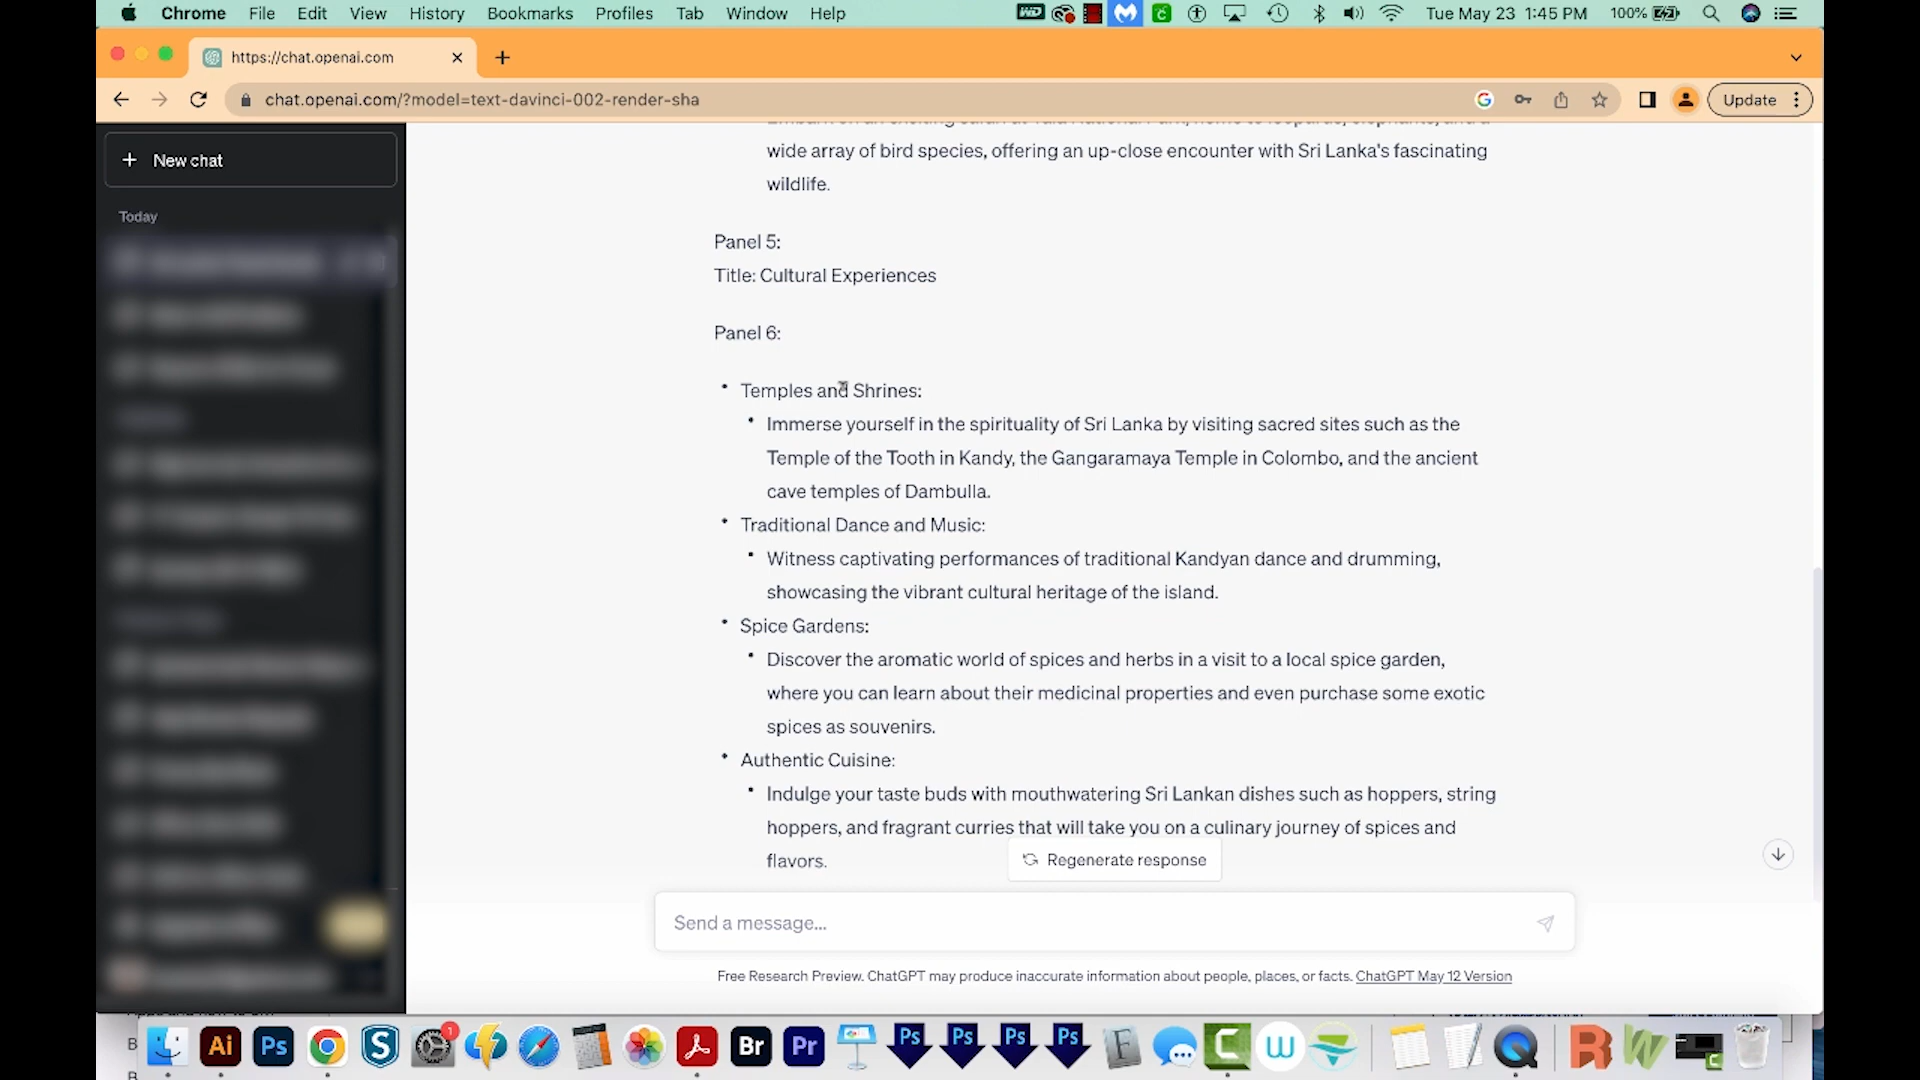 Chrome File Edit View History Bookmarks Profiles Tab Window Help Tue May 23 1:45 PM 100%
https://chat.openai.com
chat.openai.com/?model=text-davinci-002-render-sha Update
New chat
Today
wide array of bird species, offering an up-close encounter with Sri Lanka's fascinating
wildlife.
Panel 5:
Title: Cultural Experiences
Panel 6:
• Temples and Shrines:
• Immerse yourself in the spirituality of Sri Lanka by visiting sacred sites such as the
Temple of the Tooth in Kandy, the Gangaramaya Temple in Colombo, and the ancient
cave temples of Dambulla.
• Traditional Dance and Music:
• Witness captivating performances of traditional Kandyan dance and drumming,
showcasing the vibrant cultural heritage of the island.
• Spice Gardens:
• Discover the aromatic world of spices and herbs in a visit to a local spice garden,
where you can learn about their medicinal properties and even purchase some exotic
spices as souvenirs.
• Authentic Cuisine:
• Indulge your taste buds with mouthwatering Sri Lankan dishes such as hoppers, string
hoppers, and fragrant curries that will take you on a culinary journey of spices and
flavors.
Regenerate response
Send a message...
Free Research Preview. ChatGPT may produce inaccurate information about people, places, or facts. ChatGPT May 12 Version
Ai Ps S 1 Br Pr Ps Ps Ps Ps F C W